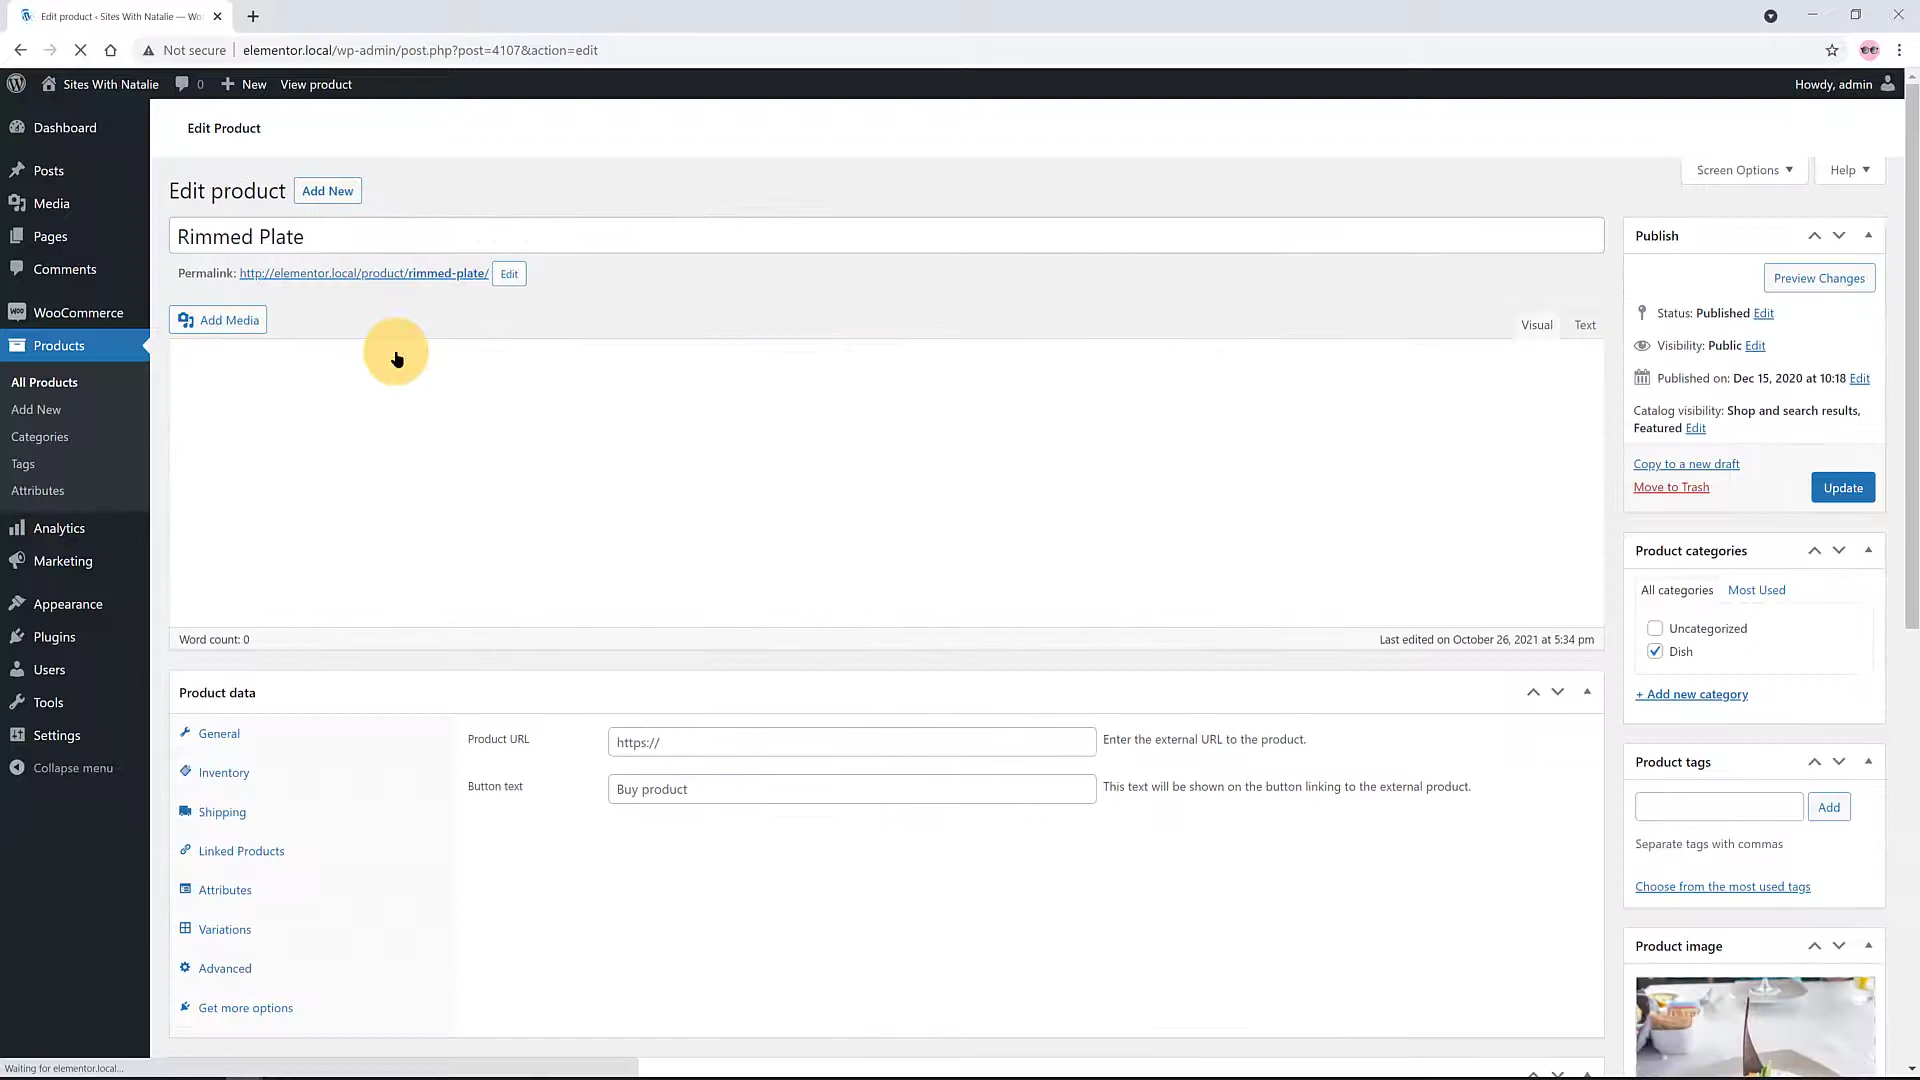 Edit product ‹ Sites With Natalie — Wo
Not secure
elementor.local/wp-admin/post.php?post=4107&action=edit
Sites With Natalie
0
New
View product
Howdy, admin
Dashboard
Posts
Media
Pages
Comments
WooCommerce
Products
All Products
Add New
Categories
Tags
Attributes
Analytics
Marketing
Appearance
Plugins
Users
Tools
Settings
Collapse menu
Edit Product
Screen Options
Help
Edit product
Add New
Rimmed Plate
Permalink: http://elementor.local/product/rimmed-plate/
Edit
Add Media
Visual
Text
Word count: 0
Last edited on October 26, 2021 at 5:34 pm
Product data
General
Inventory
Shipping
Linked Products
Attributes
Variations
Advanced
Get more options
Product URL
https://
Enter the external URL to the product.
Button text
Buy product
This text will be shown on the button linking to the external product.
Publish
Preview Changes
Status: Published Edit
Visibility: Public Edit
Published on: Dec 15, 2020 at 10:18 Edit
Catalog visibility: Shop and search results,
Featured Edit
Copy to a new draft
Move to Trash
Update
Product categories
All categories
Most Used
Uncategorized
Dish
+ Add new category
Product tags
Add
Separate tags with commas
Choose from the most used tags
Product image
Waiting for elementor.local...